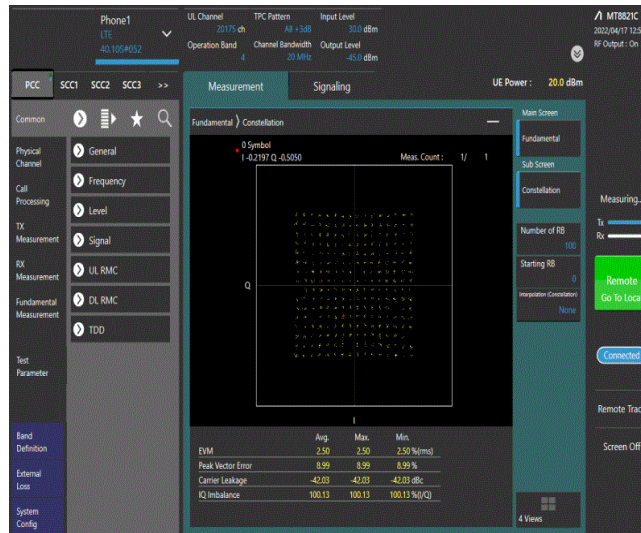 Phone1
LTE
40.10S#052
UL Channel
20175 ch
TPC Pattern
All +3dB
Input Level
30.0 dBm
Operation Band
4
Channel Bandwidth
20 MHz
Output Level
-45.0 dBm
MT8821C
2022/04/17 12:5
RF Output : On
PCC
SCC1
SCC2
SCC3
>>
Measurement
Signaling
UE Power : 20.0 dBm
Common
Physical
Channel
Call
Processing
TX
Measurement
RX
Measurement
Fundamental
Measurement
Test
Parameter
Band
Definition
External
Loss
System
Config
General
Frequency
Level
Signal
UL RMC
DL RMC
TDD
Fundamental
Constellation
0 Symbol
I -0.2197 Q -0.5050
Meas. Count : 1/ 1
Q
I
Avg. Max. Min.
EVM 2.50 2.50 2.50 %(rms)
Peak Vector Error 8.99 8.99 8.99 %
Carrier Leakage -42.03 -42.03 -42.03 dBc
IQ Imbalance 100.13 100.13 100.13 %(I/Q)
Main Screen
Fundamental
Sub Screen
Constellation
Number of RB
100
Starting RB
0
Interpolation (Constellation)
None
4 Views
Measuring..
Tx
Rx
Remote
Go To Loca
Connected
Remote Trac
Screen Off